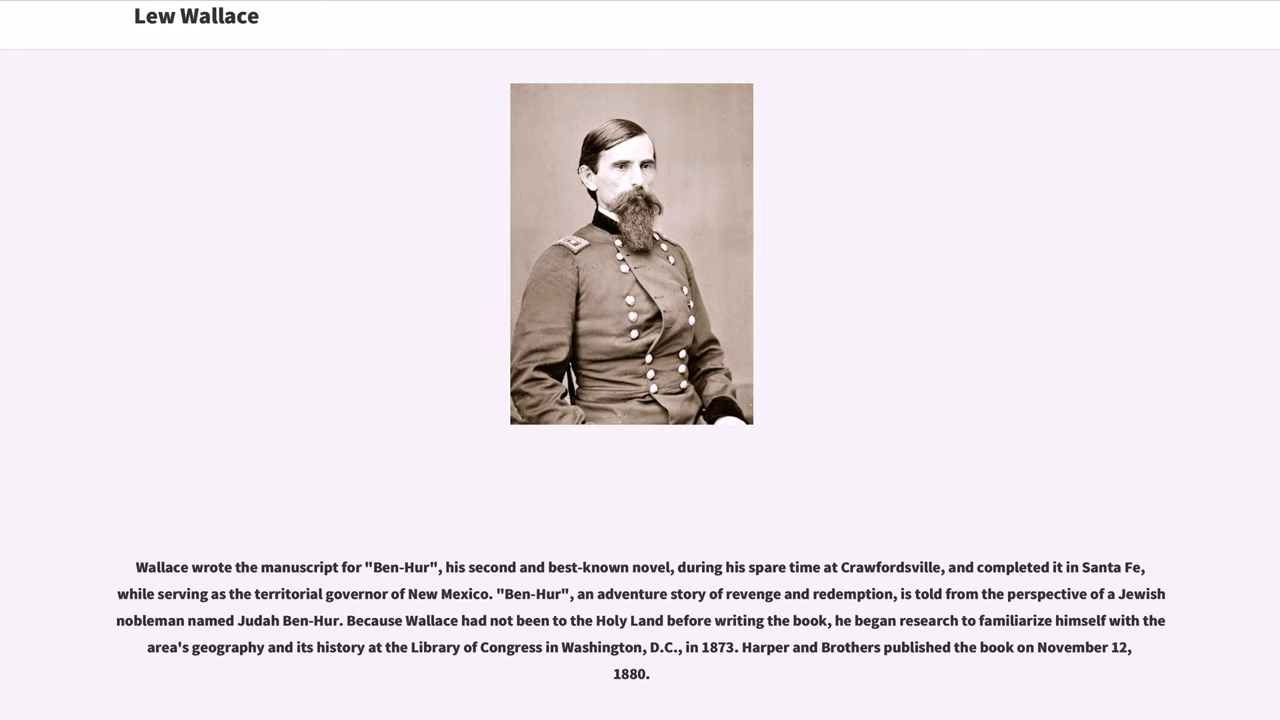 Lew Wallace
Wallace wrote the manuscript for "Ben-Hur", his second and best-known novel, during his spare time at Crawfordsville, and completed it in Santa Fe,
while serving as the territorial governor of New Mexico. "Ben-Hur", an adventure story of revenge and redemption, is told from the perspective of a Jewish
nobleman named Judah Ben-Hur. Because Wallace had not been to the Holy Land before writing the book, he began research to familiarize himself with the
area's geography and its history at the Library of Congress in Washington, D.C., in 1873. Harper and Brothers published the book on November 12,
1880.